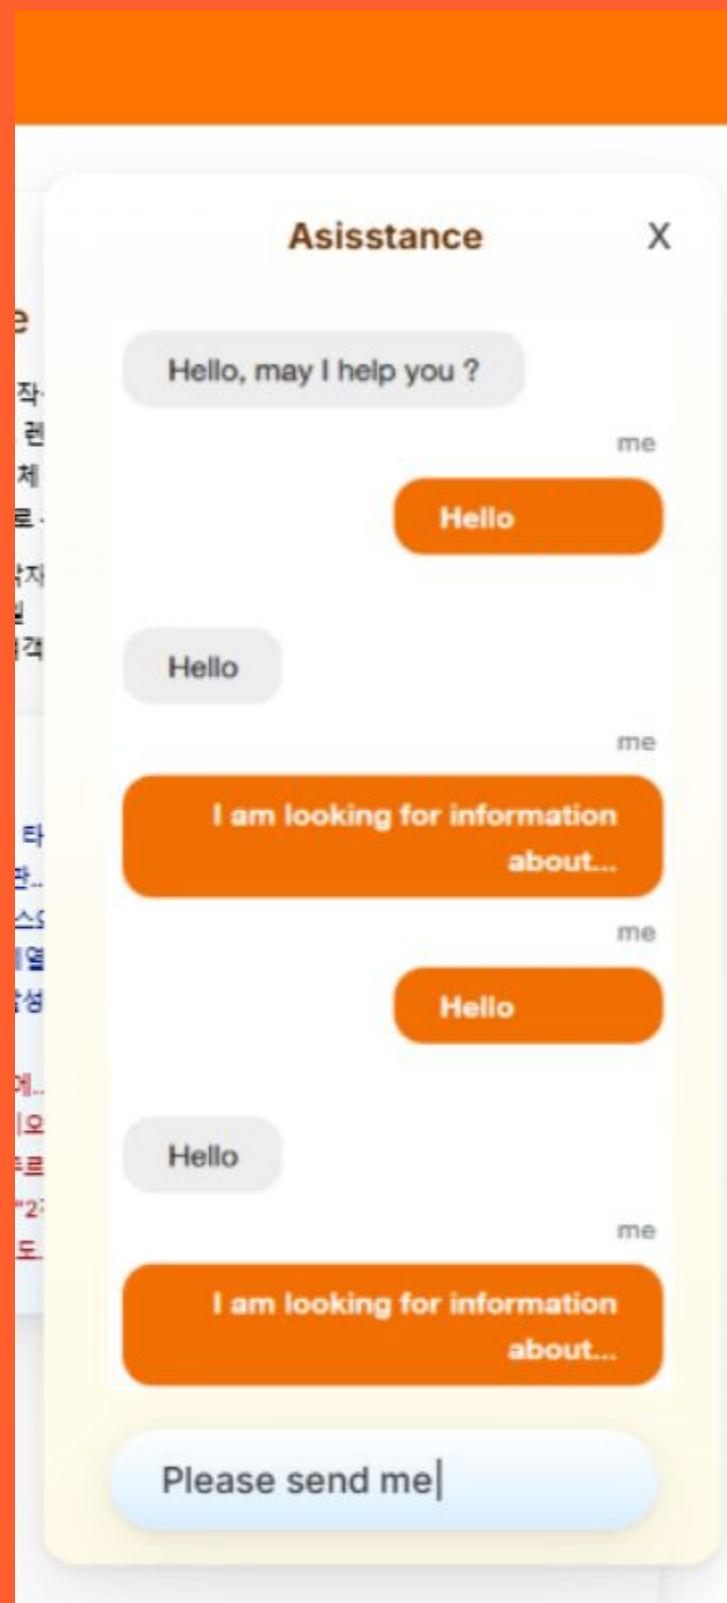 Asisstance X
Hello, may I help you ?
me
Hello
Hello
me
I am looking for information
about...
me
Hello
Hello
me
I am looking for information
about...
Please send me